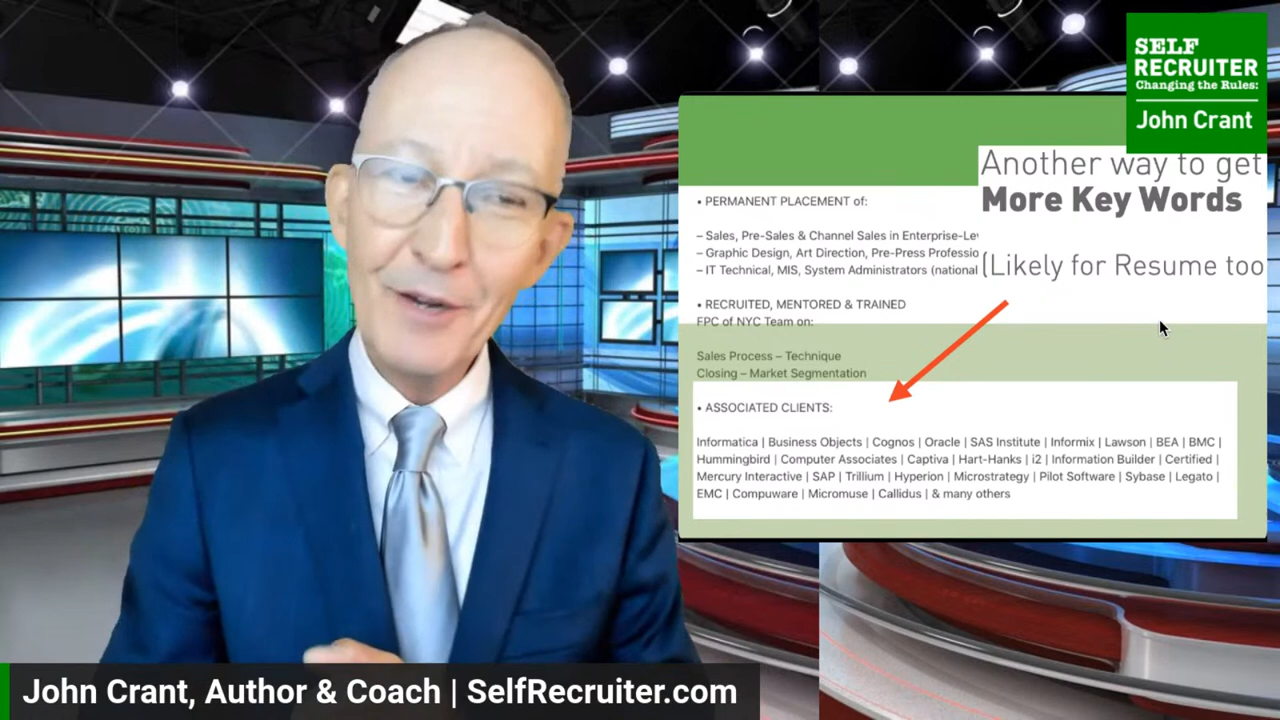 SELF
RECRUITER
Changing the Rules:
John Crant
Another way to get
More Key Words
(Likely for Resume too
• PERMANENT PLACEMENT of:
– Sales, Pre-Sales & Channel Sales in Enterprise-Lev
– Graphic Design, Art Direction, Pre-Press Professio
– IT Technical, MIS, System Administrators (national
• RECRUITED, MENTORED & TRAINED
FPC of NYC Team on:
Sales Process – Technique
Closing – Market Segmentation
• ASSOCIATED CLIENTS:
Informatica | Business Objects | Cognos | Oracle | SAS Institute | Informix | Lawson | BEA | BMC |
Hummingbird | Computer Associates | Captiva | Hart-Hanks | i2 | Information Builder | Certified |
Mercury Interactive | SAP | Trillium | Hyperion | Microstrategy | Pilot Software | Sybase | Legato |
EMC | Compuware | Micromuse | Callidus | & many others
John Crant, Author & Coach | SelfRecruiter.com